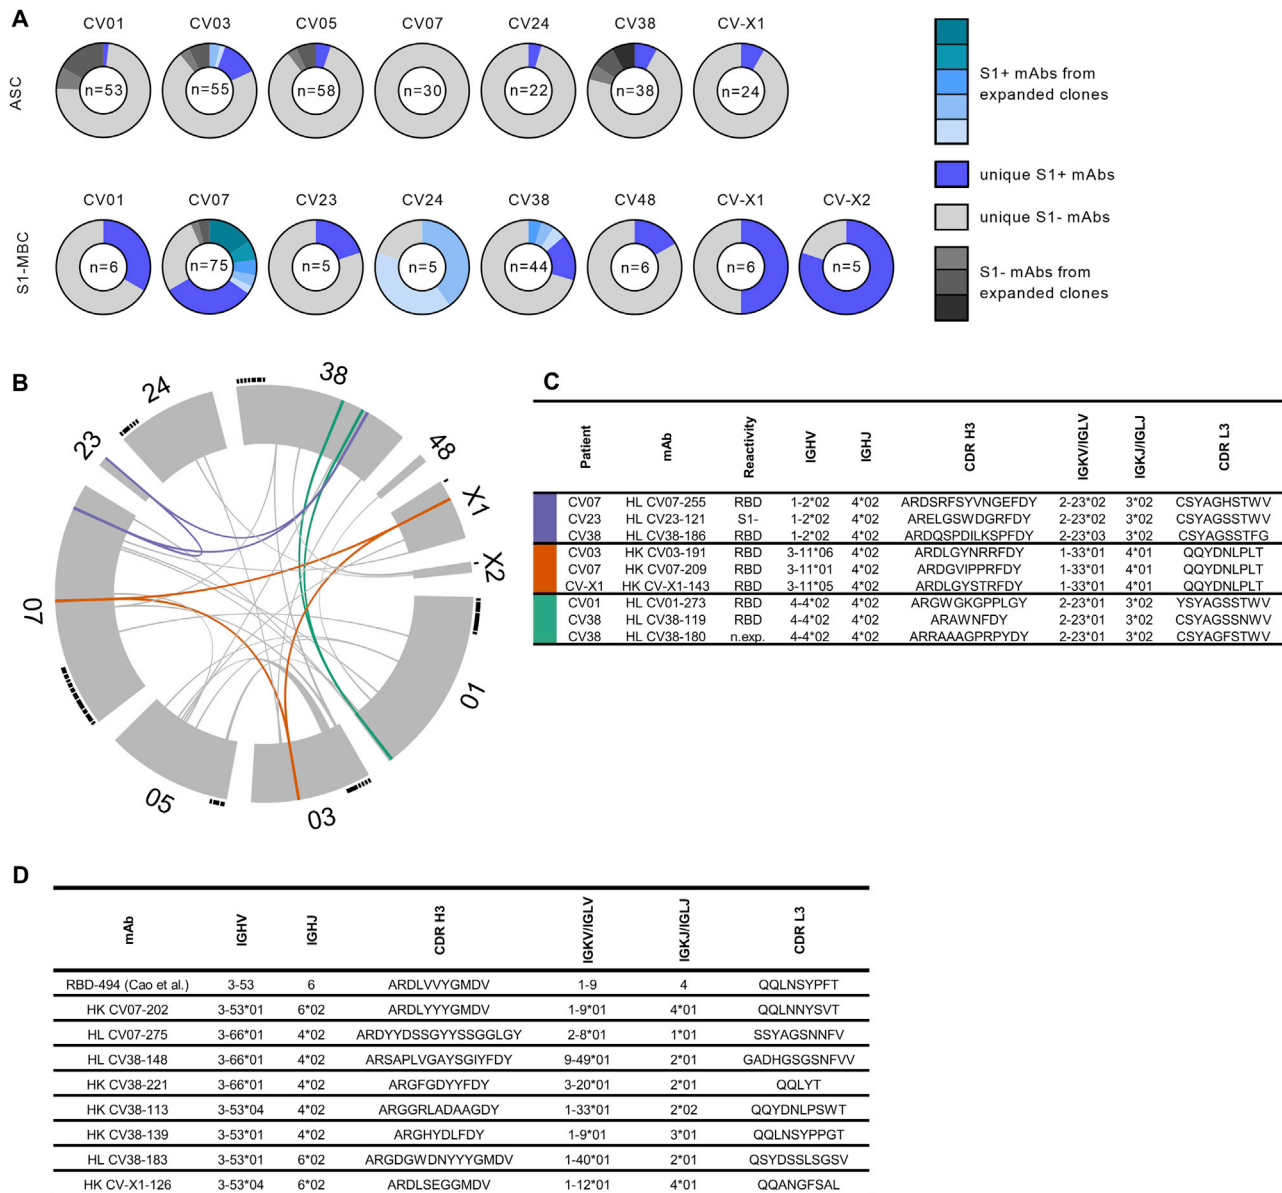 A
CV01 CV03 CV05 CV07 CV24 CV38 CV-X1
ASC
n=53 n=55 n=58 n=30 n=22 n=38 n=24
CV01 CV07 CV23 CV24 CV38 CV48 CV-X1 CV-X2
S1-MBC
n=6 n=75 n=5 n=5 n=44 n=6 n=6 n=5
S1+ mAbs from
expanded clones
unique S1+ mAbs
unique S1- mAbs
S1- mAbs from
expanded clones
B
24
38
23
48
X1
X2
07
01
05
03
C
Patient mAb Reactivity IGHV IGHJ CDR H3 IGKV/IGLV IGKJ/IGLJ CDR L3
CV07 HL CV07-255 RBD 1-2*02 4*02 ARDSRFSYVNGEFDY 2-23*02 3*02 CSYAGHSTWV
CV23 HL CV23-121 S1- 1-2*02 4*02 ARELGSWDGRFDY 2-23*02 3*02 CSYAGSSTWV
CV38 HL CV38-186 RBD 1-2*02 4*02 ARDQSPDILKSPFDY 2-23*03 3*02 CSYAGSSTFG
CV03 HK CV03-191 RBD 3-11*06 4*02 ARDLGYNRRFDY 1-33*01 4*01 QQYDNLPLT
CV07 HK CV07-209 RBD 3-11*01 4*02 ARDGVIPPRFDY 1-33*01 4*01 QQYDNLPLT
CV-X1 HK CV-X1-143 RBD 3-11*05 4*02 ARDLGYSTRFDY 1-33*01 4*01 QQYDNLPLT
CV01 HL CV01-273 RBD 4-4*02 4*02 ARGWGKGPPLGY 2-23*01 3*02 YSYAGSSTWV
CV38 HL CV38-119 RBD 4-4*02 4*02 ARAWNFDY 2-23*01 3*02 CSYAGSSNWV
CV38 HL CV38-180 n.exp. 4-4*02 4*02 ARRAAAGPRPYDY 2-23*01 3*02 CSYAGFSTWV
D
mAb IGHV IGHJ CDR H3 IGKV/IGLV IGKJ/IGLJ CDR L3
RBD-494 (Cao et al.) 3-53 6 ARDLVVYGMDV 1-9 4 QQLNSYPFT
HK CV07-202 3-53*01 6*02 ARDLYYYGMDV 1-9*01 4*01 QQLNNYSVT
HL CV07-275 3-66*01 4*02 ARDYYDSSGYYSSGGLGY 2-8*01 1*01 SSYAGSNNFV
HL CV38-148 3-66*01 4*02 ARSAPLVGAYSGIYFDY 9-49*01 2*01 GADHGSGSNFVV
HK CV38-221 3-66*01 4*02 ARGFGDYYFDY 3-20*01 2*01 QQLYT
HK CV38-113 3-53*04 4*02 ARGGRLADAAGDY 1-33*01 2*02 QQYDNLPSWT
HK CV38-139 3-53*01 4*02 ARGHYDLFDY 1-9*01 3*01 QQLNSYPPGT
HL CV38-183 3-53*01 6*02 ARGDGWDNYYYGMDV 1-40*01 2*01 QSYDSSLSGSV
HK CV-X1-126 3-53*04 6*02 ARDLSEGGMDV 1-12*01 4*01 QQANGFSAL